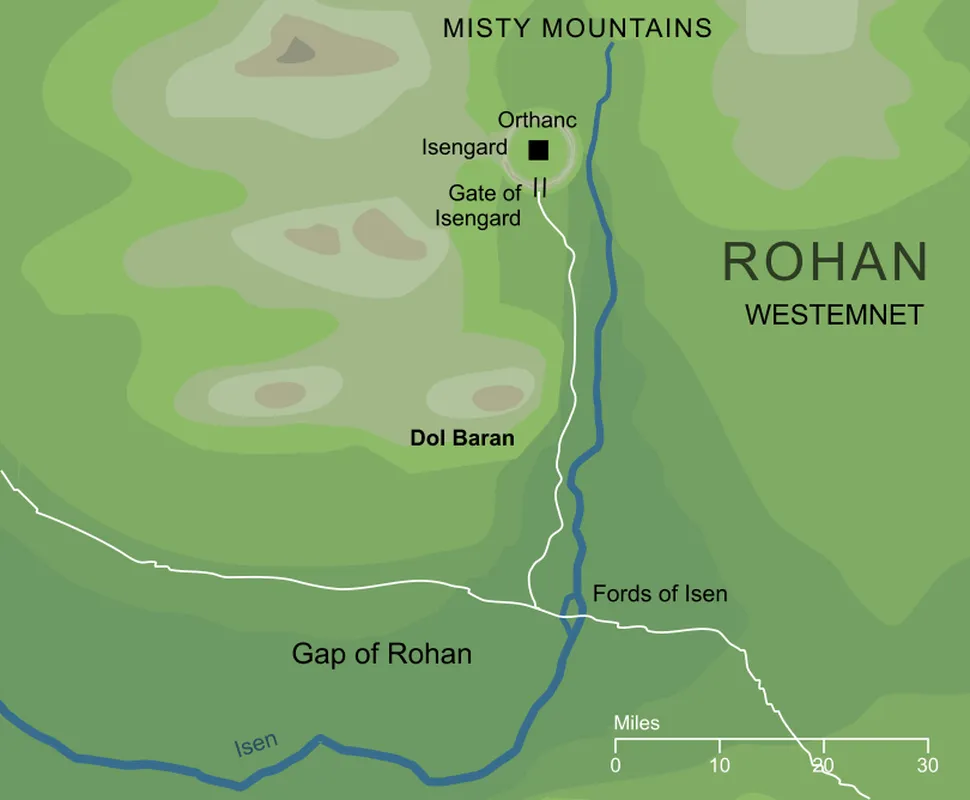 MISTY MOUNTAINS
Orthanc
Isengard
Gate of
Isengard
ROHAN
WESTEMNET
Dol Baran
Fords of Isen
Gap of Rohan
Isen
Miles
0 10 20 30